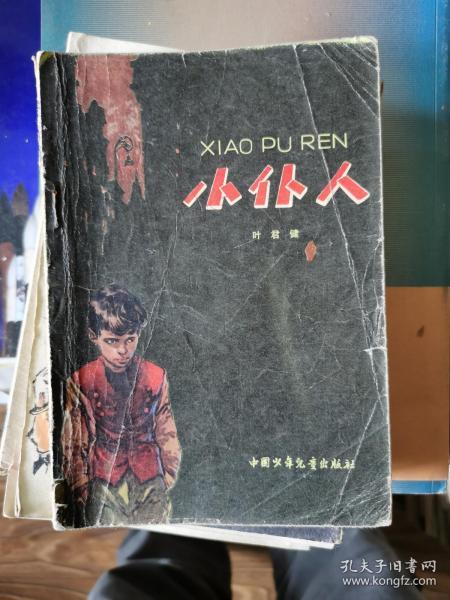 XIAO PU REN
小仆人
叶君健
中国少年儿童出版社
孔夫子旧书网
www.kongfz.com